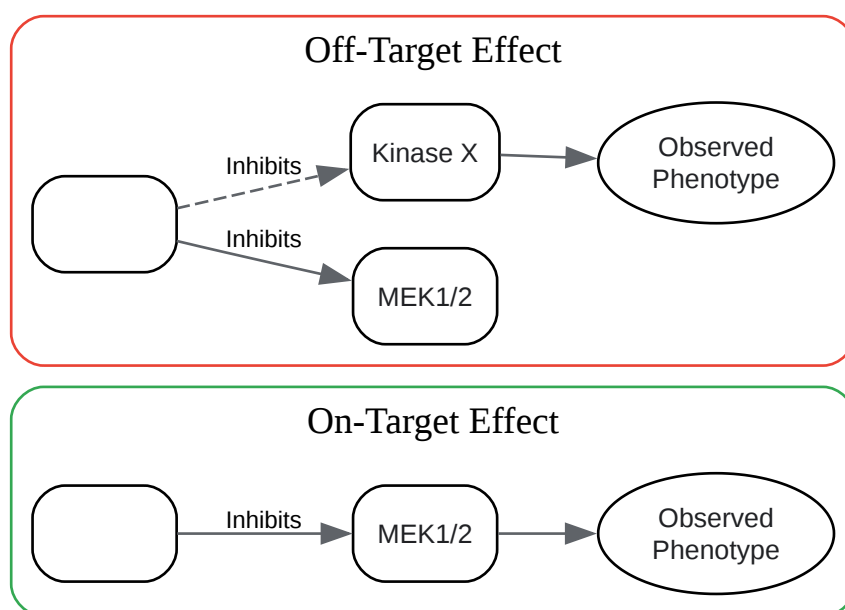 Off-Target Effect
Inhibits
Kinase X
Observed
Phenotype
Inhibits
MEK1/2
On-Target Effect
Inhibits
MEK1/2
Observed
Phenotype